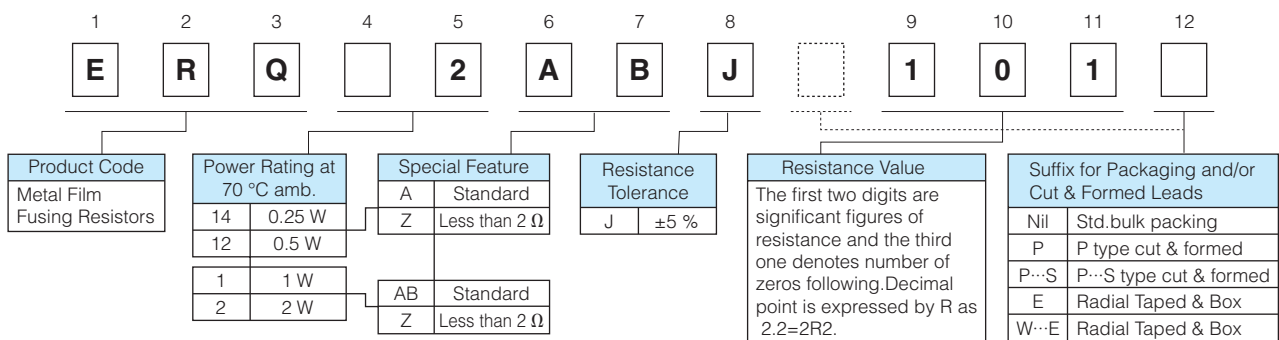 1 2 3 4 5 6 7 8 9 10 11 12
E R Q 2 A B J 1 0 1
Product Code
Metal Film
Fusing Resistors
Power Rating at
70 °C amb.
14 0.25 W
12 0.5 W
1 1 W
2 2 W
Special Feature
A Standard
Z Less than 2 Ω
AB Standard
Z Less than 2 Ω
Resistance
Tolerance
J ±5 %
Resistance Value
The first two digits are
significant figures of
resistance and the third
one denotes number of
zeros following.Decimal
point is expressed by R as
2.2=2R2.
Suffix for Packaging and/or
Cut & Formed Leads
Nil Std.bulk packing
P P type cut & formed
P···S P···S type cut & formed
E Radial Taped & Box
W···E Radial Taped & Box